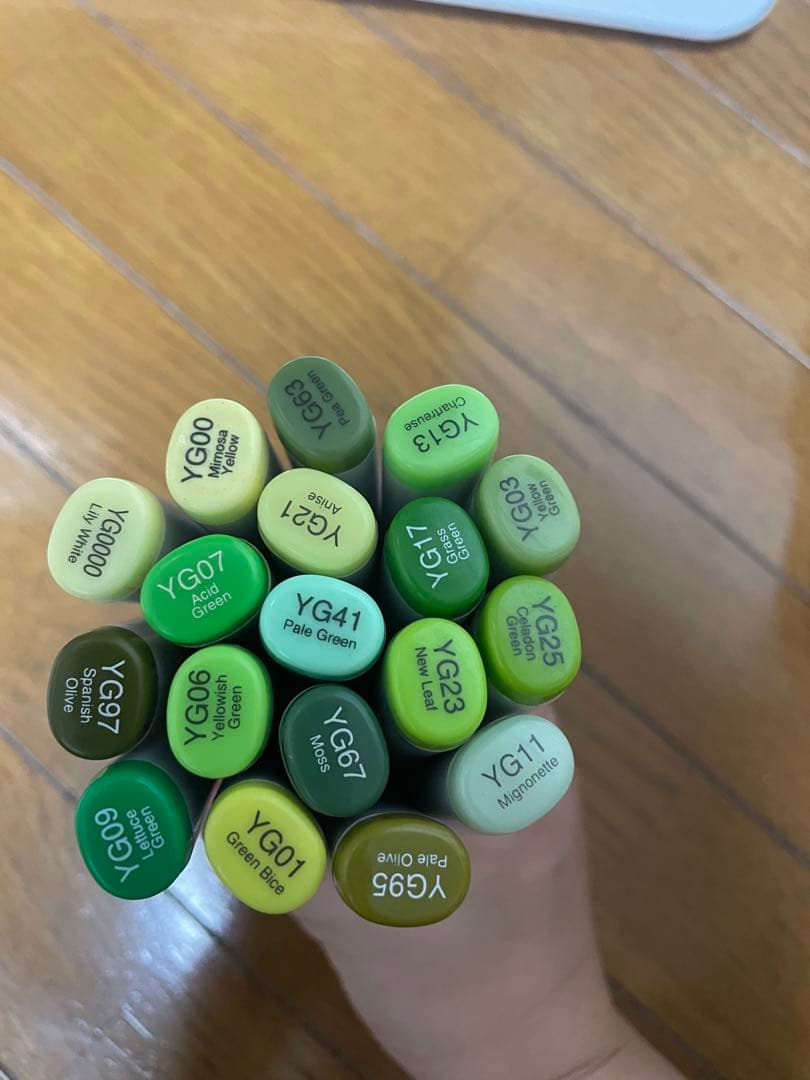 YG63
Pea Green
YG00
Mimosa
Yellow
YG13
Chartreuse
YG0000
Lily White
YG21
Anise
YG03
Yellow
Green
YG17
Grass
Green
YG07
Acid
Green
YG41
Pale Green
YG25
Celadon
Green
YG97
Spanish
Olive
YG06
Yellowish
Green
YG23
New Leaf
YG67
Moss
YG11
Mignonette
YG09
Lettuce
Green
YG01
Green Bice
YG95
Pale Olive